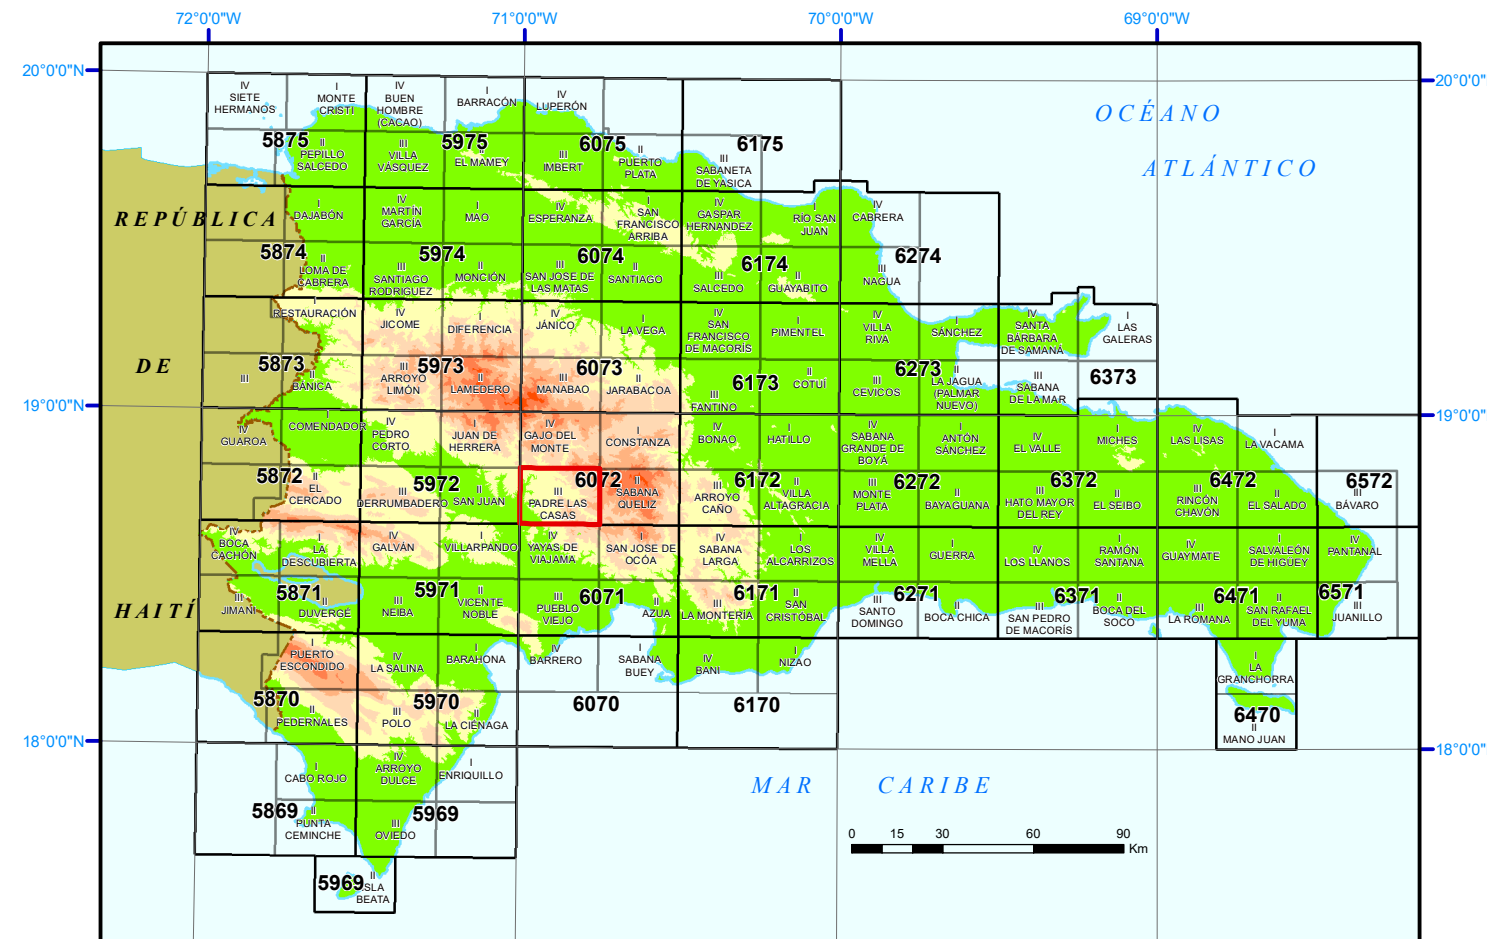 72°0'0"W
71°0'0"W
70°0'0"W
69°0'0"W
20°0'0"N
20°0'0"
19°0'0"N
19°0'0"
18°0'0"N
18°0'0"
OCÉANO
ATLÁNTICO
REPÚBLICA
DE
HAITÍ
MAR CARIBE
IV
SIETE
HERMANOS
I
MONTE
CRISTI
IV
BUEN
HOMBRE
(CACAO)
I
BARRACÓN
IV
LUPERÓN
5875
II
PEPILLO
SALCEDO
III
VILLA
VÁSQUEZ
5975
II
EL MAMEY
III
IMBERT
6075
II
PUERTO
PLATA
III
SABANETA
DE YASICA
6175
I
DAJABÓN
IV
MARTÍN
GARCÍA
I
MAO
IV
ESPERANZA
I
SAN
FRANCISCO
ARRIBA
IV
GASPAR
HERNANDEZ
I
RÍO SAN
JUAN
IV
CABRERA
5874
II
LOMA DE
CABRERA
III
SANTIAGO
RODRIGUEZ
5974
II
MONCIÓN
III
SAN JOSE DE
LAS MATAS
6074
II
SANTIAGO
III
SALCEDO
6174
II
GUAYABITO
III
NAGUA
6274
I
RESTAURACIÓN
IV
JICOME
I
DIFERENCIA
IV
JÁNICO
I
LA VEGA
IV
SAN
FRANCISCO
DE MACORÍS
I
PIMENTEL
IV
VILLA
RIVA
I
SÁNCHEZ
IV
SANTA
BÁRBARA
DE SAMANÁ
I
LAS
GALERAS
III
5873
II
BÁNICA
III
ARROYO
LIMÓN
5973
II
LAMEDERO
III
MANABAO
6073
II
JARABACOA
III
FANTINO
6173
II
COTUÍ
III
CEVICOS
6273
II
LA JAGUA
(PALMAR
NUEVO)
III
SABANA
DE LA MAR
6373
IV
GUAROA
I
COMENDADOR
IV
PEDRO
CORTO
I
JUAN DE
HERRERA
IV
GAJO DEL
MONTE
I
CONSTANZA
IV
BONAO
I
HATILLO
IV
SABANA
GRANDE DE
BOYÁ
I
ANTÓN
SÁNCHEZ
IV
EL VALLE
I
MICHES
IV
LAS LISAS
I
LA VACAMA
5872
II
EL
CERCADO
III
DERRUMBADERO
5972
II
SAN JUAN
III
PADRE LAS
CASAS
6072
II
SABANA
QUELIZ
III
ARROYO
CAÑO
6172
II
VILLA
ALTAGRACIA
III
MONTE
PLATA
6272
II
BAYAGUANA
III
HATO MAYOR
DEL REY
6372
II
EL SEIBO
III
RINCÓN
CHAVÓN
6472
II
EL SALADO
6572
III
BÁVARO
IV
BOCA
CACHÓN
I
LA
DESCUBIERTA
IV
GALVÁN
I
VILLARPANDO
IV
YAYAS DE
VIAJAMA
I
SAN JOSE DE
OCÓA
IV
SABANA
LARGA
I
LOS
ALCARRIZOS
IV
VILLA
MELLA
I
GUERRA
IV
LOS LLANOS
I
RAMÓN
SANTANA
IV
GUAYMATE
I
SALVALEÓN
DE HIGUEY
IV
PANTANAL
III
JIMANÍ
5871
II
DUVERGÉ
III
NEIBA
5971
II
VICENTE
NOBLE
III
PUEBLO
VIEJO
6071
II
AZUA
III
LA MONTERÍA
6171
II
SAN
CRISTÓBAL
III
SANTO
DOMINGO
6271
II
BOCA CHICA
III
SAN PEDRO
DE MACORÍS
6371
II
BOCA DEL
SOCO
III
LA ROMANA
6471
II
SAN RAFAEL
DEL YUMA
6571
III
JUANILLO
I
PUERTO
ESCONDIDO
IV
LA SALINA
I
BARAHONA
IV
BARRERO
I
SABANA
BUEY
IV
BANI
I
NIZAO
I
LA
GRANCHORRA
5870
II
PEDERNALES
III
POLO
5970
II
LA CIÉNAGA
6070
6170
6470
II
MANO JUAN
I
CABO ROJO
IV
ARROYO
DULCE
I
ENRIQUILLO
5869
II
PUNTA
CEMINCHE
III
OVIEDO
5969
5969
II
ISLA
BEATA
0 15 30 60 90
Km